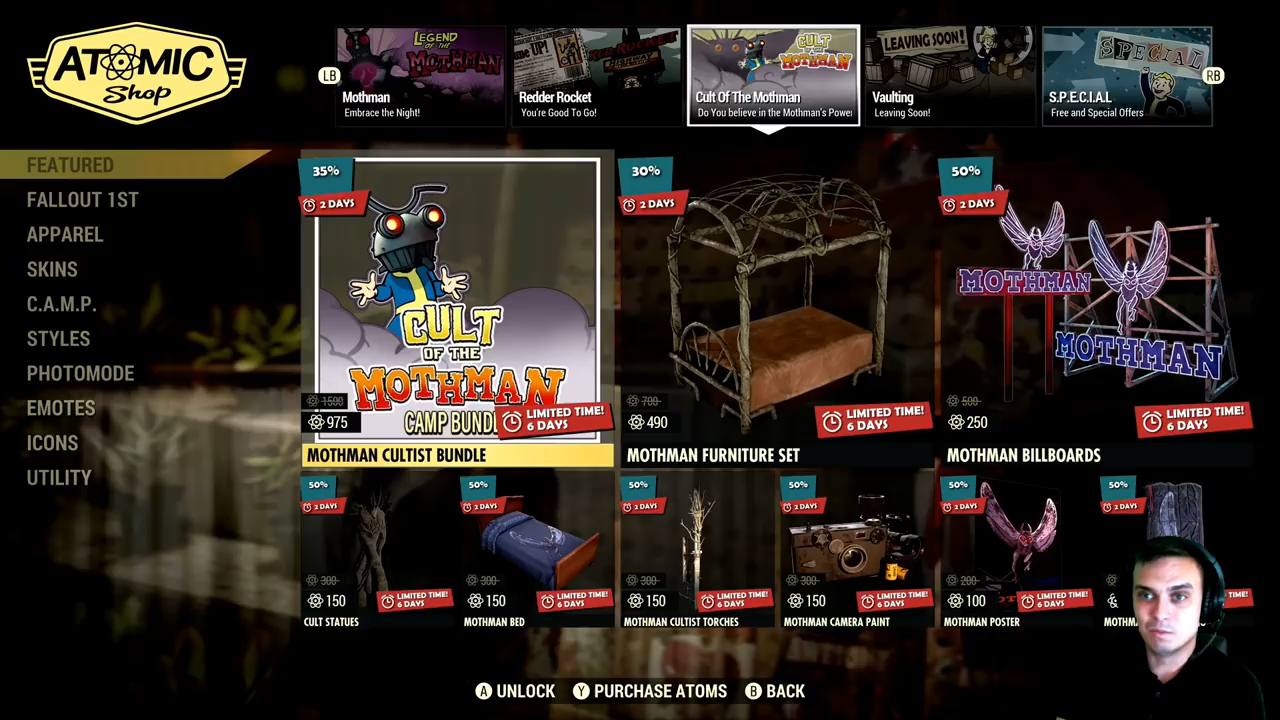 ATOMIC
Shop
LB
LEGEND
OF THE
MOTHMAN
Mothman
Embrace the Night!
Redder Rocket
You're Good To Go!
CULT
OF THE
MOTHMAN
Cult Of The Mothman
Do You believe in the Mothman's Power
LEAVING SOON!
Vaulting
Leaving Soon!
SPECIAL
S.P.E.C.I.A.L
Free and Special Offers
RB
FEATURED
FALLOUT 1ST
APPAREL
SKINS
C.A.M.P.
STYLES
PHOTOMODE
EMOTES
ICONS
UTILITY
35%
2 DAYS
CULT
OF THE
MOTHMAN
CAMP BUNDL
1500
975
LIMITED TIME!
6 DAYS
MOTHMAN CULTIST BUNDLE
30%
2 DAYS
700
490
LIMITED TIME!
6 DAYS
MOTHMAN FURNITURE SET
50%
2 DAYS
MOTHMAN
MOTHMAN
500
250
LIMITED TIME!
6 DAYS
MOTHMAN BILLBOARDS
50%
2 DAYS
300
150
LIMITED TIME!
6 DAYS
CULT STATUES
50%
2 DAYS
300
150
LIMITED TIME!
6 DAYS
MOTHMAN BED
50%
2 DAYS
300
150
LIMITED TIME!
6 DAYS
MOTHMAN CULTIST TORCHES
50%
2 DAYS
300
150
LIMITED TIME!
6 DAYS
MOTHMAN CAMERA PAINT
50%
2 DAYS
200
100
LIMITED TIME!
6 DAYS
MOTHMAN POSTER
50%
2 DAYS
TIME!
A UNLOCK
Y PURCHASE ATOMS
B BACK